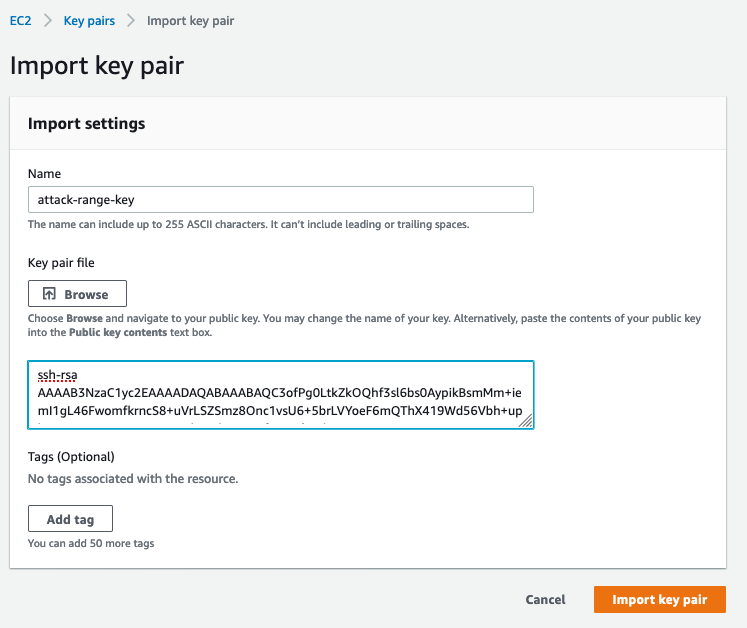 EC2 > Key pairs > Import key pair
Import key pair
Import settings
Name
attack-range-key
The name can include up to 255 ASCII characters. It can't include leading or trailing spaces.
Key pair file
Browse
Choose Browse and navigate to your public key. You may change the name of your key. Alternatively, paste the contents of your public key
into the Public key contents text box.
ssh-rsa
AAAAB3NzaC1yc2EAAAADAQABAAABAQC3ofPg0LtkZkOQhf3sl6bs0AypikBsmMm+ie
mI1gL46FwomfkrncS8+uVrLSZSmz8Onc1vsU6+5brLVYoeF6mQThX419Wd56Vbh+up
Tags (Optional)
No tags associated with the resource.
Add tag
You can add 50 more tags
Cancel
Import key pair